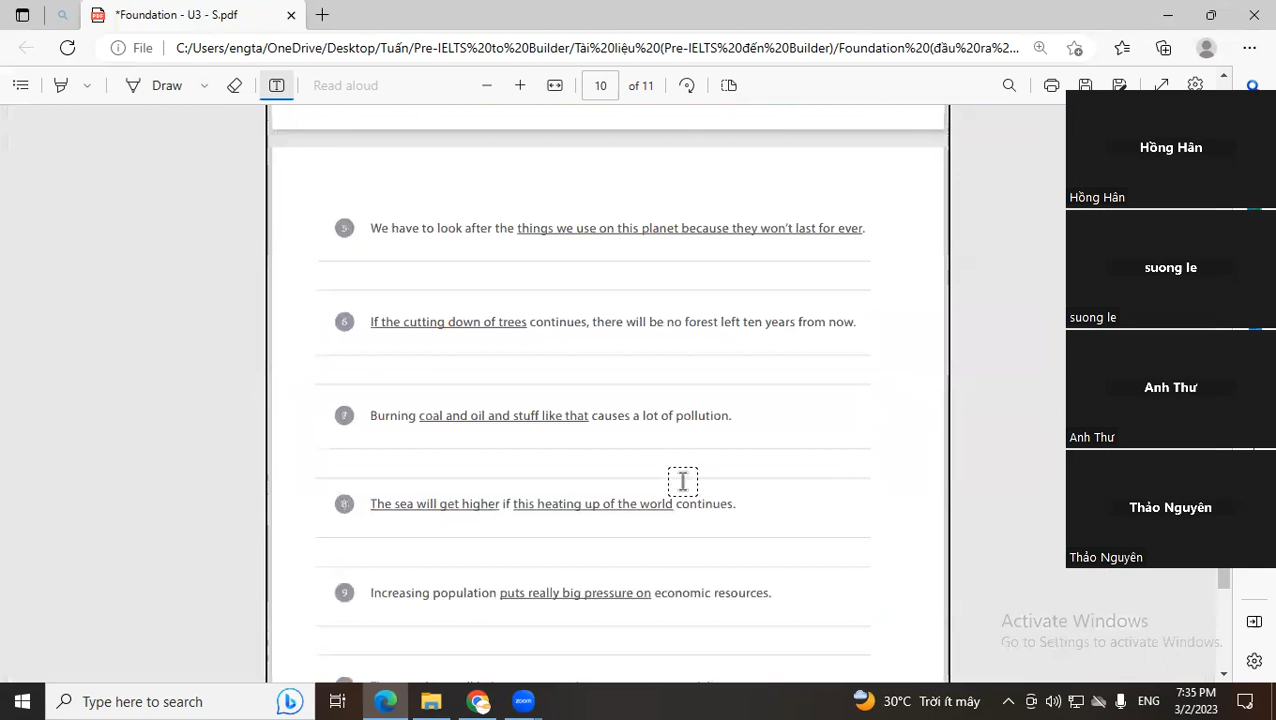 *Foundation - U3 - S.pdf
File
C:/Users/engta/OneDrive/Desktop/Tuấn/Pre-IELTS%20to%20Builder/Tài liệu%20(Pre-IELTS%20đến%20Builder)/Foundation%20(đầu%20ra%...
Draw
Read aloud
10
of 11
5 We have to look after the things we use on this planet because they won't last for ever.
6 If the cutting down of trees continues, there will be no forest left ten years from now.
7 Burning coal and oil and stuff like that causes a lot of pollution.
8 The sea will get higher if this heating up of the world continues.
9 Increasing population puts really big pressure on economic resources.
Hồng Hân
Hồng Hân
suong le
suong le
Anh Thư
Anh Thư
Thảo Nguyên
Thảo Nguyên
Activate Windows
Go to Settings to activate Windows.
Type here to search
zoom
30°C Trời ít mây
ENG
7:35 PM
3/2/2023